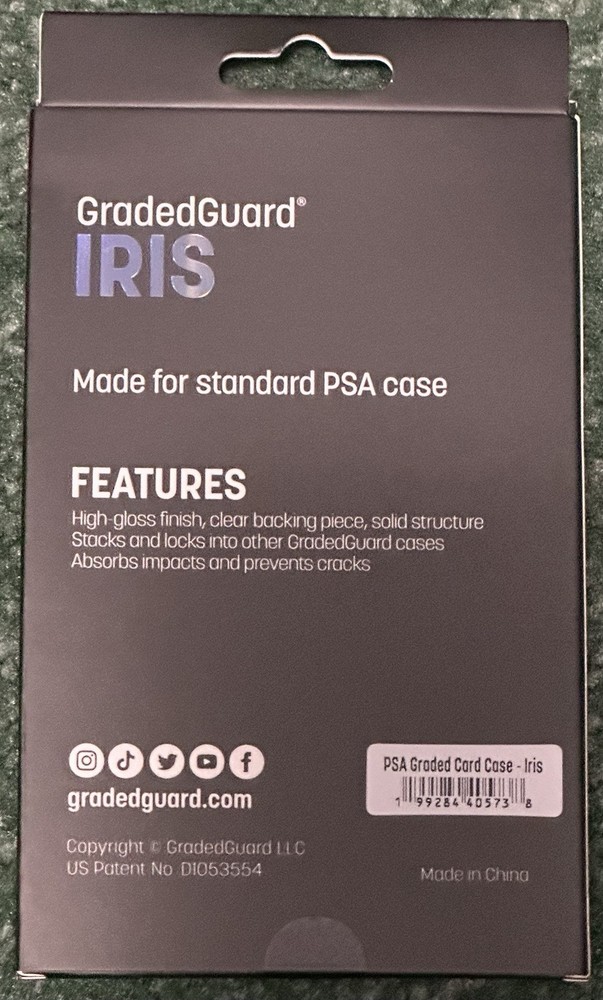 GradedGuard®
IRIS
Made for standard PSA case
FEATURES
High-gloss finish, clear backing piece, solid structure
Stacks and locks into other GradedGuard cases
Absorbs impacts and prevents cracks
gradedguard.com
PSA Graded Card Case - Iris
1 99284 40573 8
Copyright © GradedGuard LLC
US Patent No. D1053554
Made in China